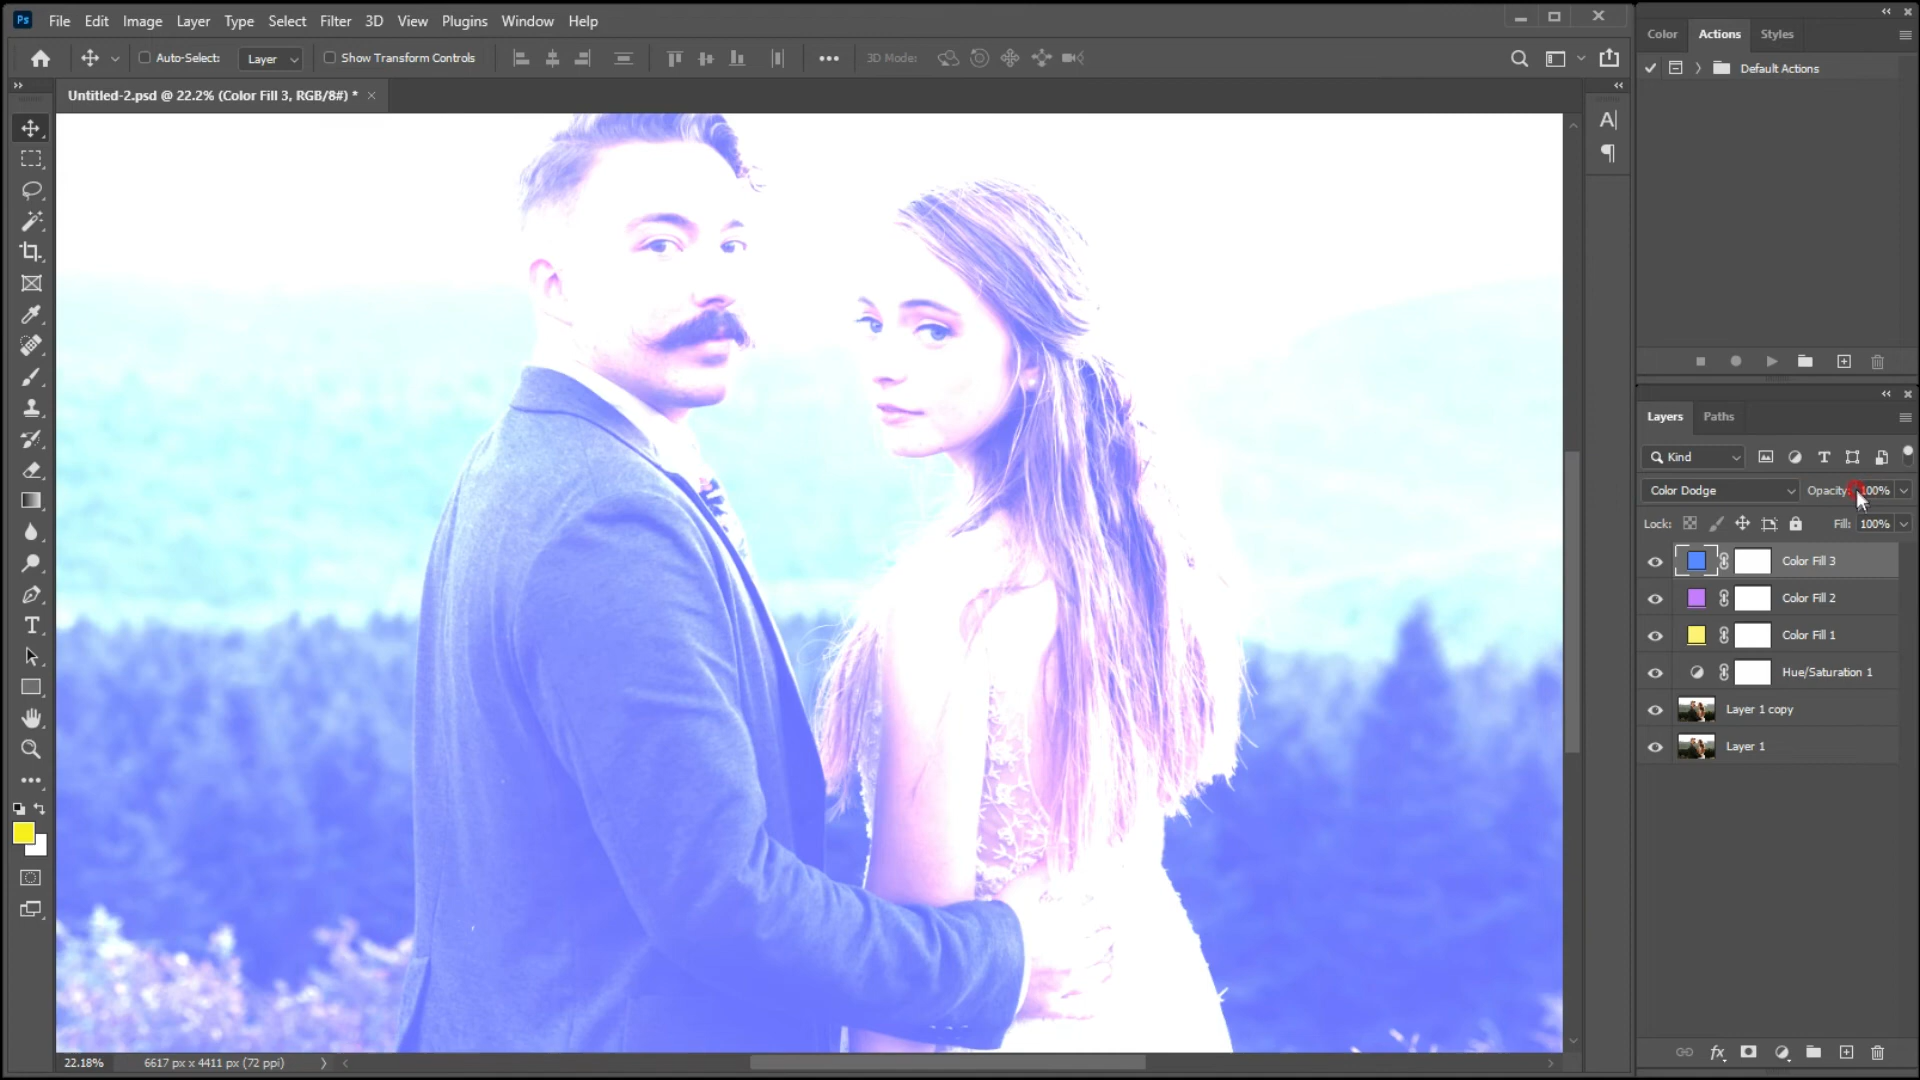 Ps File Edit Image Layer Type Select Filter 3D View Plugins Window Help
Auto-Select: Layer Show Transform Controls 3D Mode:
Untitled-2.psd @ 22.2% (Color Fill 3, RGB/8#) *
Color Actions Styles
Default Actions
Layers Paths
Kind
Color Dodge Opacity: 100%
Lock: Fill: 100%
Color Fill 3
Color Fill 2
Color Fill 1
Hue/Saturation 1
Layer 1 copy
Layer 1
fx
22.18% 6617 px x 4411 px (72 ppi)